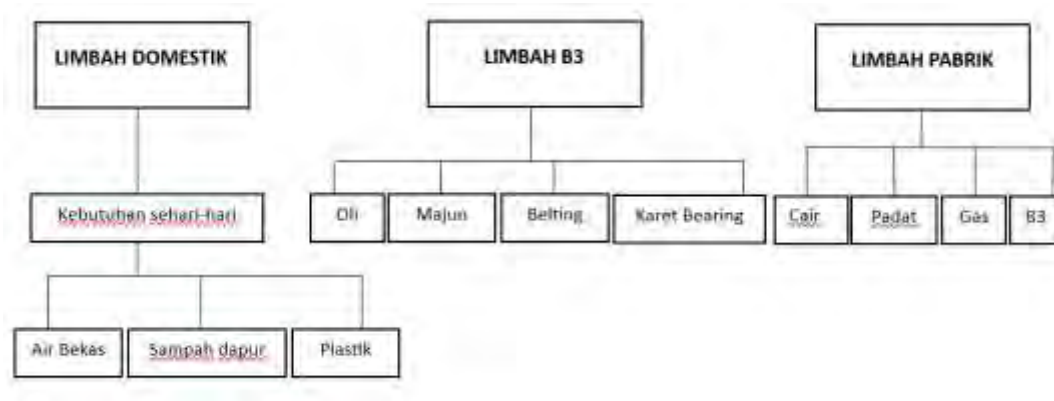 LIMBAH DOMESTIK
LIMBAH B3
LIMBAH PABRIK
Kebutuhan sehari-hari
Oli
Majun
Belting
Karet Bearing
Cair
Padat
Gas
B3
Air Bekas
Sampah dapur
Plastik